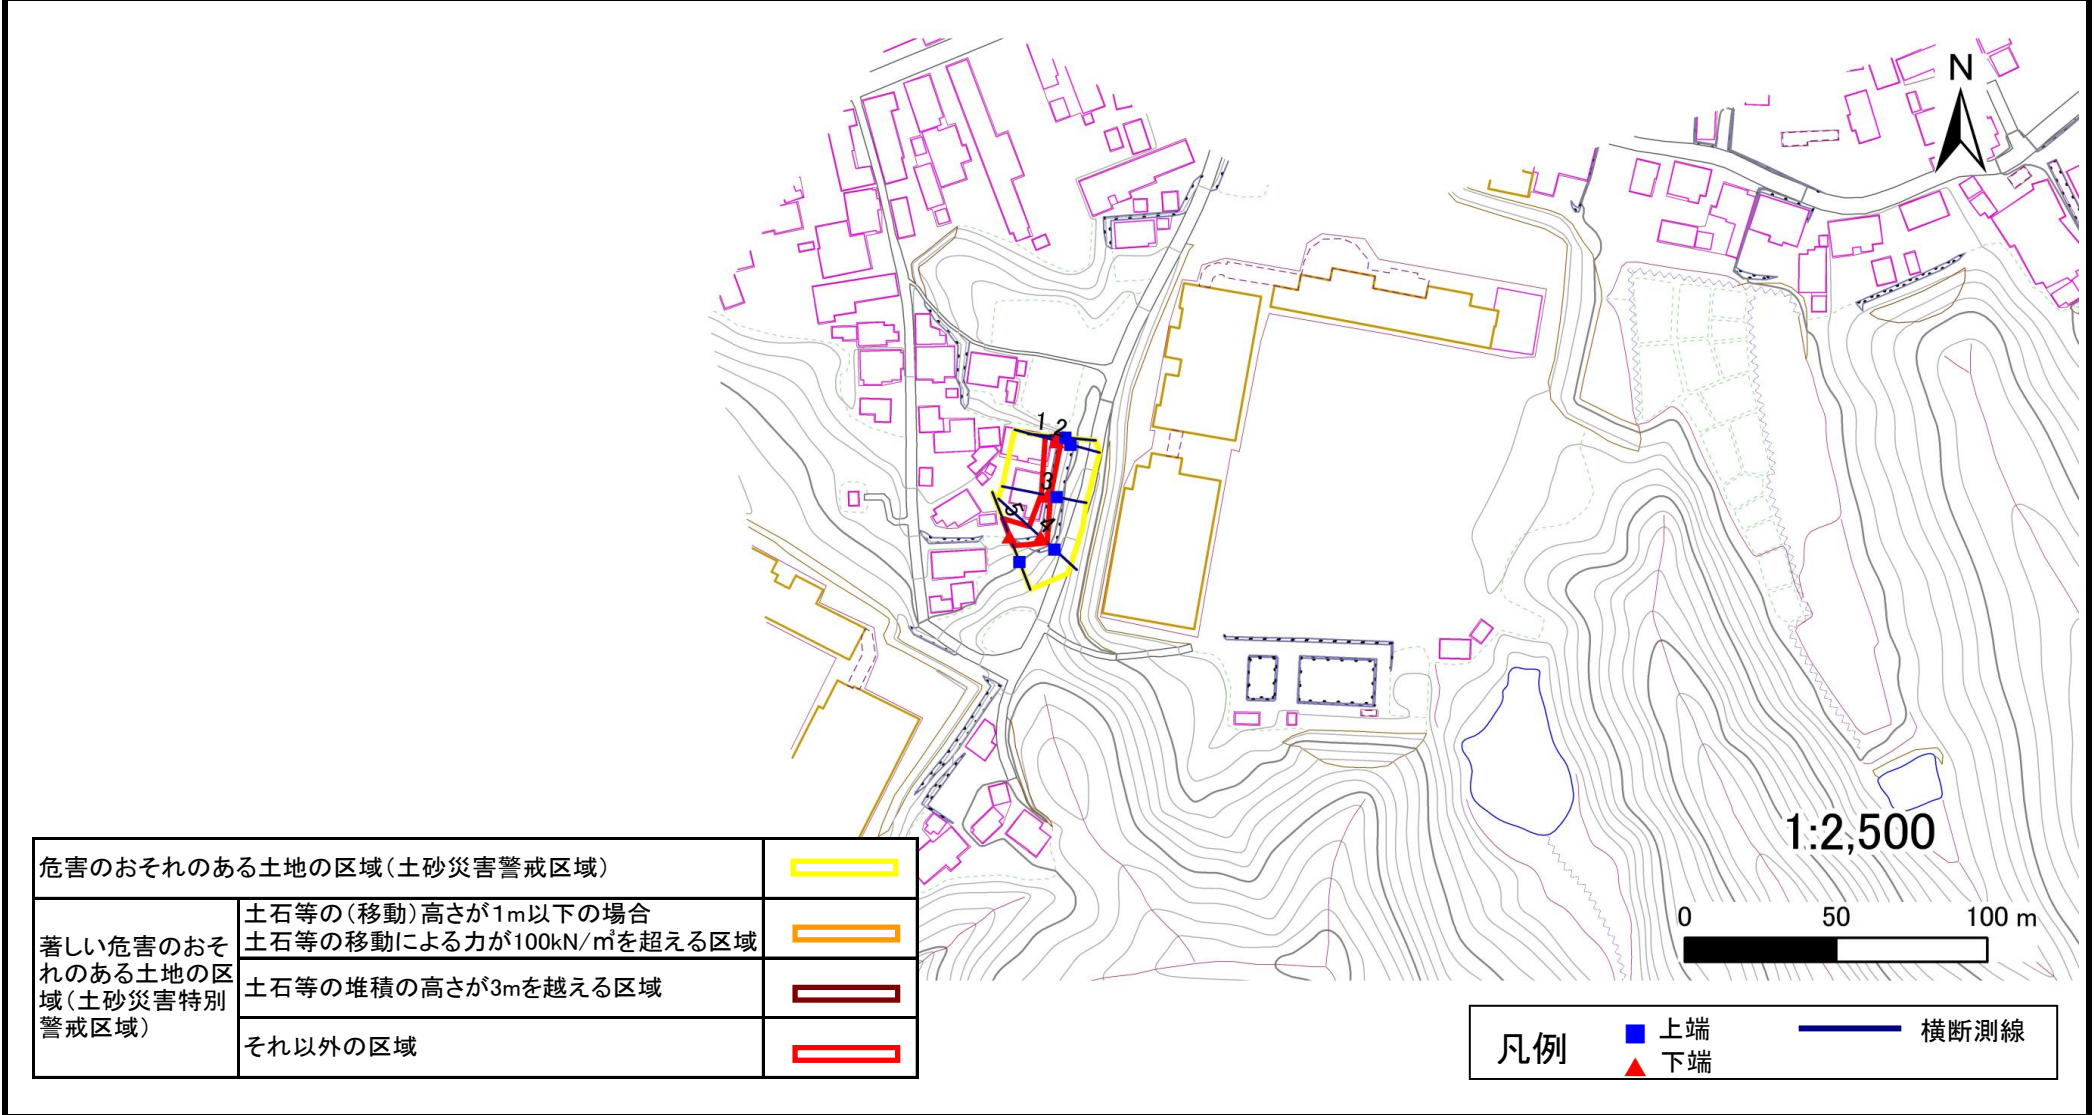 N
1 2
3
5 4
1:2,500
0 50 100 m
危害のおそれのある土地の区域(土砂災害警戒区域)
著しい危害のおそ
れのある土地の区
域(土砂災害特別
警戒区域)
土石等の(移動)高さが1m以下の場合
土石等の移動による力が100kN/㎡を超える区域
土石等の堆積の高さが3mを越える区域
それ以外の区域
凡例
上端
下端
横断測線